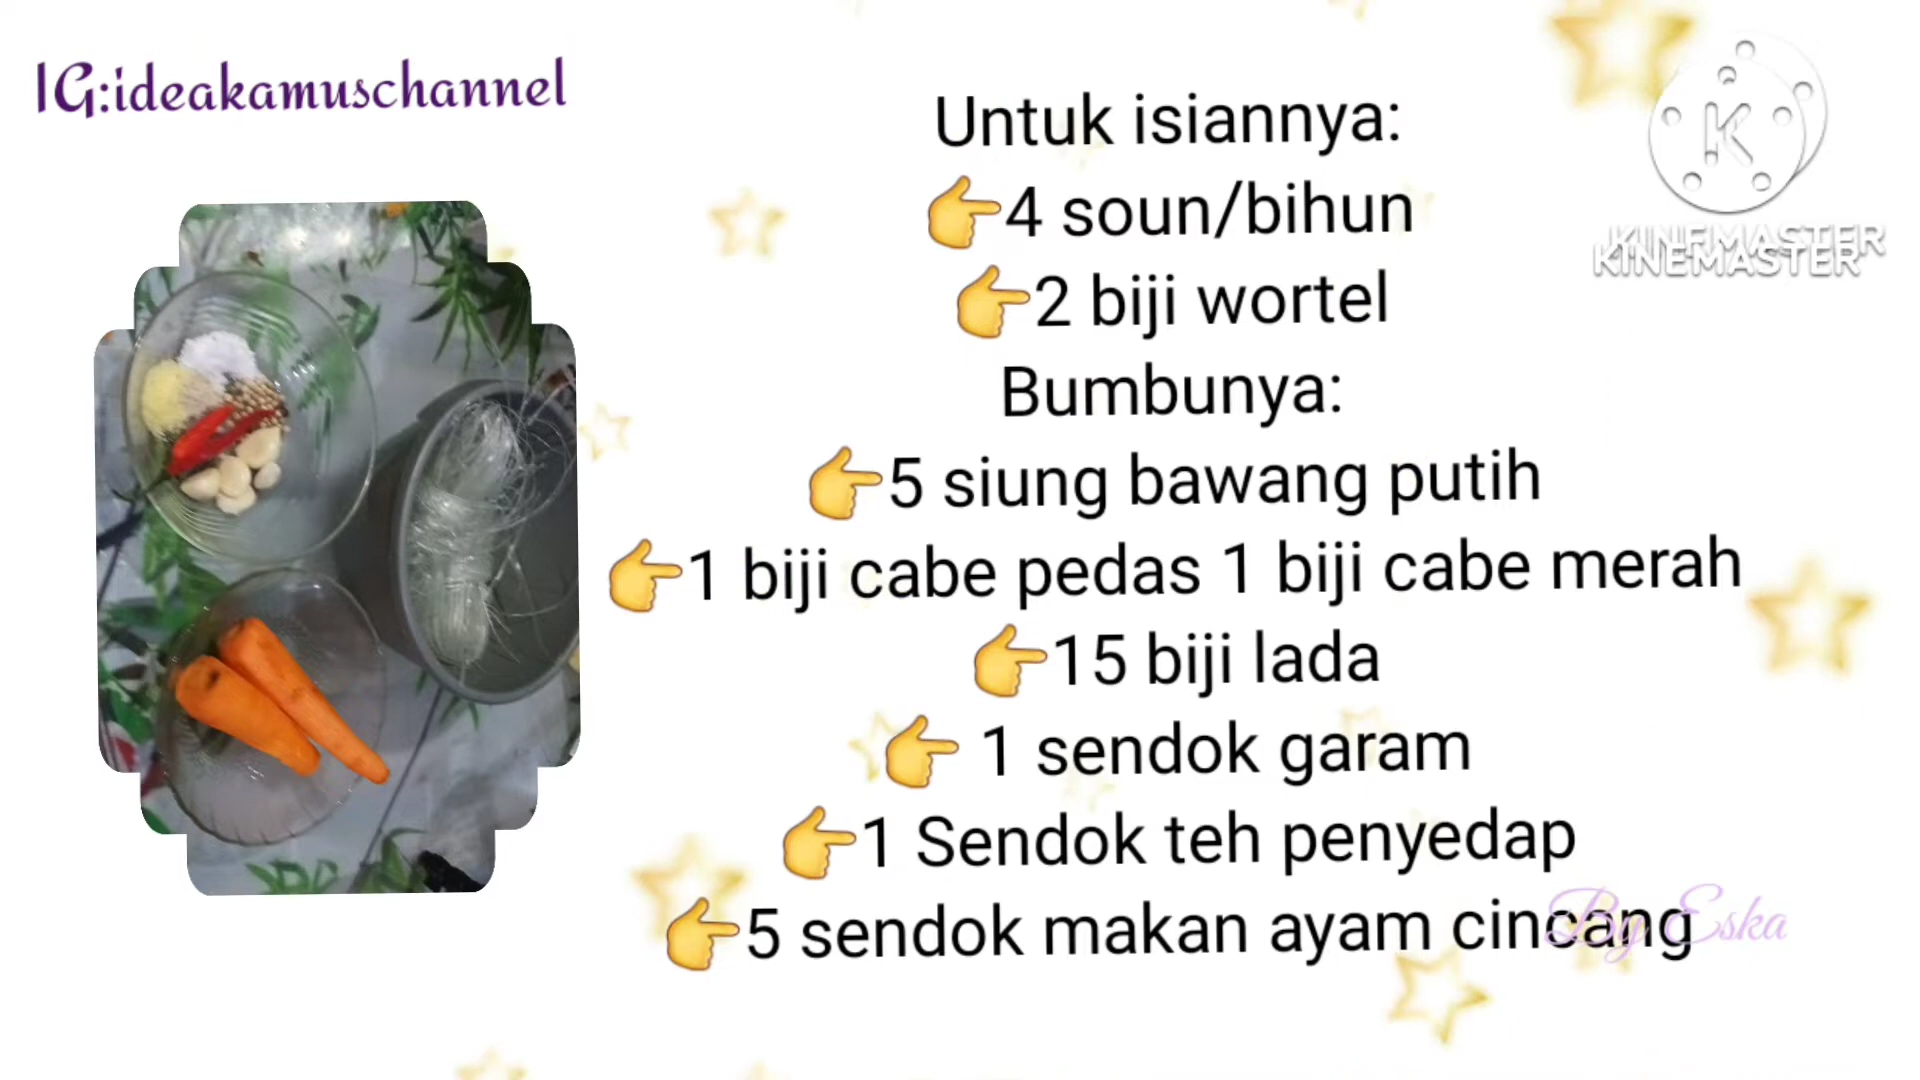 IG:ideakamuschannel
Untuk isiannya:
👉4 soun/bihun
👉2 biji wortel
Bumbunya:
👉5 siung bawang putih
👉1 biji cabe pedas 1 biji cabe merah
👉15 biji lada
👉 1 sendok garam
👉1 Sendok teh penyedap
👉5 sendok makan ayam cincang
By Eska
K
KINEMASTER
KINEMASTER